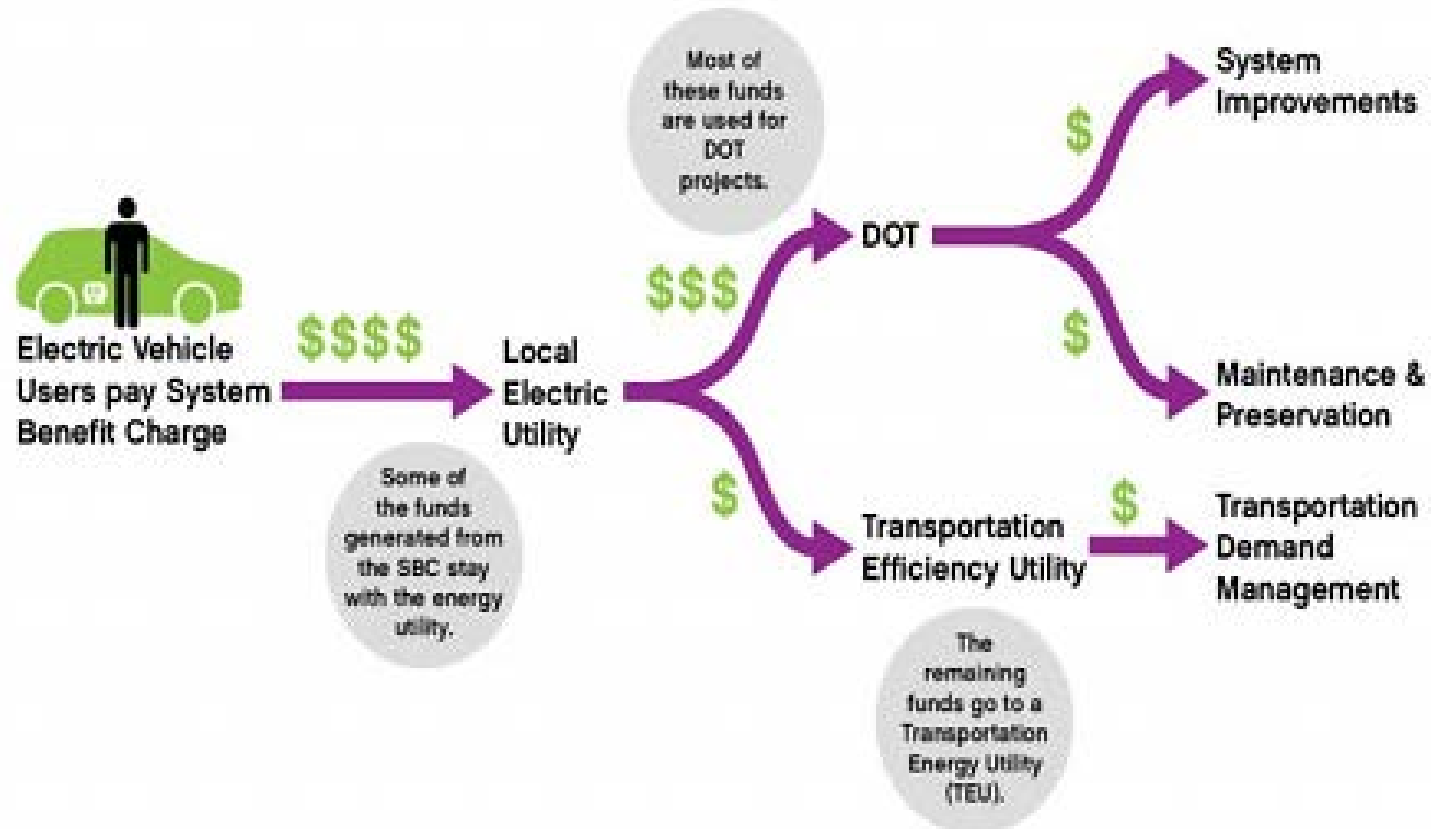 Most of
these funds
are used for
DOT
projects.
System
Improvements
$
DOT
$$$
$
Electric Vehicle
Users pay System
Benefit Charge
$$$$
Local
Electric
Utility
Maintenance &
Preservation
Some of
the funds
generated from
the SBC stay
with the energy
utility.
$
Transportation
Efficiency Utility
$
Transportation
Demand
Management
The
remaining
funds go to a
Transportation
Energy Utility
(TEU).